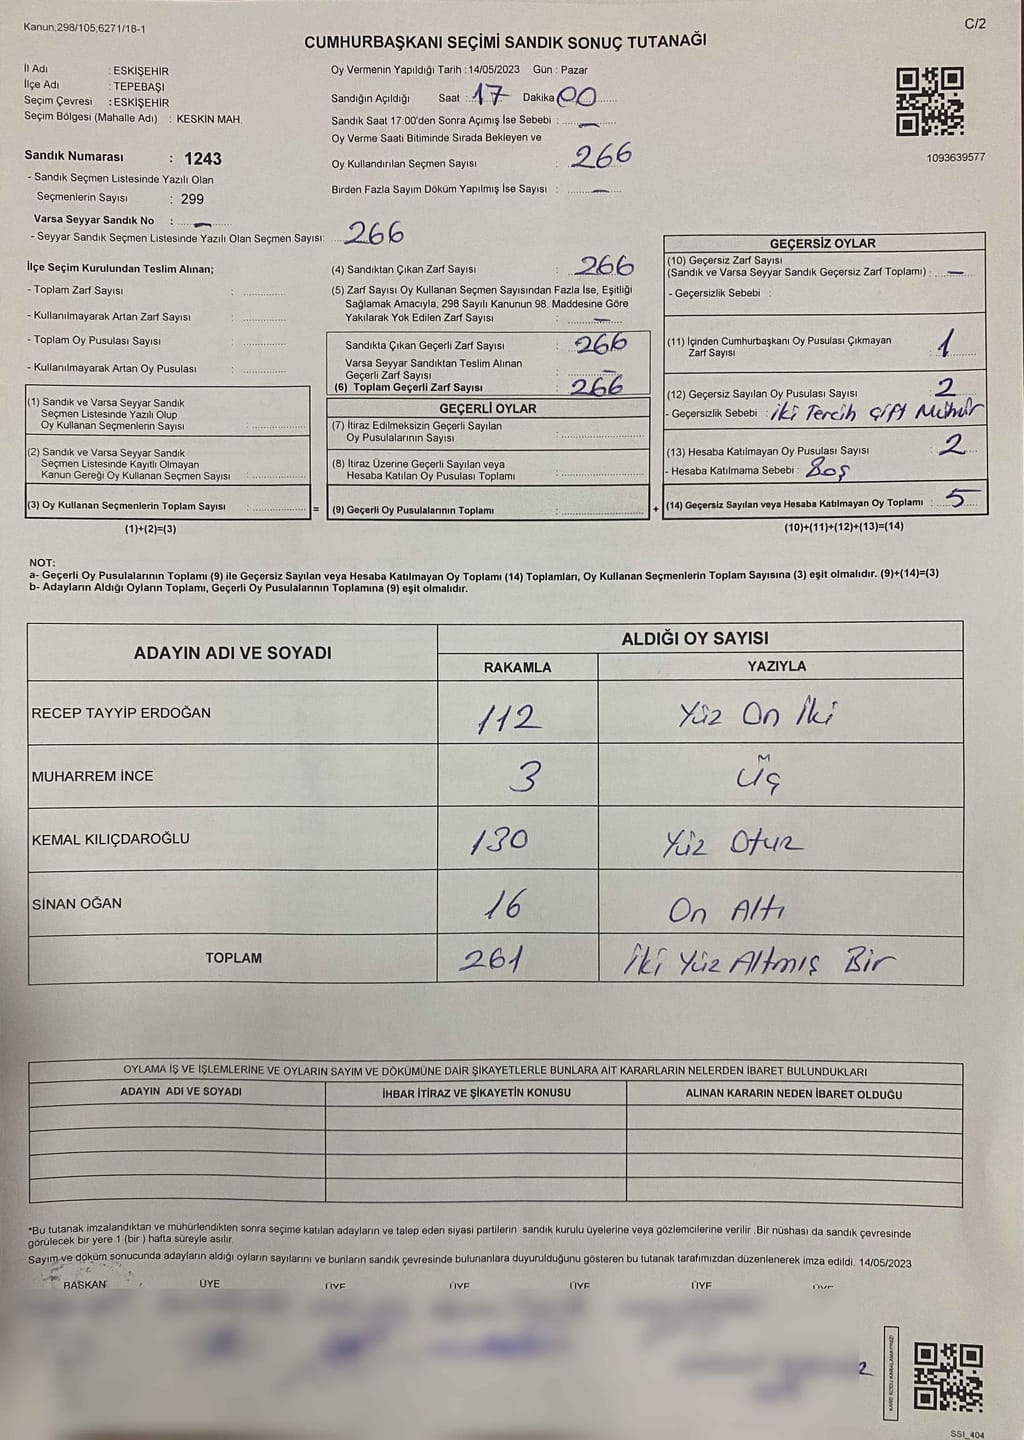 Kanun;298/105,6271/18-1
C/2
CUMHURBAŞKANI SEÇİMİ SANDIK SONUÇ TUTANAĞI
İl Adı : ESKİŞEHİR
İlçe Adı : TEPEBAŞI
Seçim Çevresi : ESKİŞEHİR
Seçim Bölgesi (Mahalle Adı) : KESKİN MAH.
Sandık Numarası : 1243
- Sandık Seçmen Listesinde Yazılı Olan
Seçmenlerin Sayısı : 299
Varsa Seyyar Sandık No : —
- Seyyar Sandık Seçmen Listesinde Yazılı Olan Seçmen Sayısı: 266
Oy Vermenin Yapıldığı Tarih :14/05/2023 Gün : Pazar
Sandığın Açıldığı Saat : 17 Dakika 00
Sandık Saat 17:00'den Sonra Açımış İse Sebebi : —
Oy Verme Saati Bitiminde Sırada Bekleyen ve
Oy Kullandırılan Seçmen Sayısı : 266
Birden Fazla Sayım Döküm Yapılmış İse Sayısı : —
1093639577
İlçe Seçim Kurulundan Teslim Alınan;
- Toplam Zarf Sayısı :
- Kullanılmayarak Artan Zarf Sayısı :
- Toplam Oy Pusulası Sayısı :
- Kullanılmayarak Artan Oy Pusulası :
(1) Sandık ve Varsa Seyyar Sandık
Seçmen Listesinde Yazılı Olup
Oy Kullanan Seçmenlerin Sayısı :
(2) Sandık ve Varsa Seyyar Sandık
Seçmen Listesinde Kayıtlı Olmayan
Kanun Gereği Oy Kullanan Seçmen Sayısı :
(3) Oy Kullanan Seçmenlerin Toplam Sayısı : =
(1)+(2)=(3)
(4) Sandıktan Çıkan Zarf Sayısı : 266
(5) Zarf Sayısı Oy Kullanan Seçmen Sayısından Fazla İse, Eşitliği
Sağlamak Amacıyla, 298 Sayılı Kanunun 98. Maddesine Göre
Yakılarak Yok Edilen Zarf Sayısı : —
Sandıkta Çıkan Geçerli Zarf Sayısı : 266
Varsa Seyyar Sandıktan Teslim Alınan
Geçerli Zarf Sayısı : —
(6) Toplam Geçerli Zarf Sayısı : 266
GEÇERLİ OYLAR
(7) İtiraz Edilmeksizin Geçerli Sayılan
Oy Pusulalarının Sayısı :
(8) İtiraz Üzerine Geçerli Sayılan veya
Hesaba Katılan Oy Pusulası Toplamı :
(9) Geçerli Oy Pusulalarının Toplamı : +
GEÇERSİZ OYLAR
(10) Geçersiz Zarf Sayısı
(Sandık ve Varsa Seyyar Sandık Geçersiz Zarf Toplamı) : —
- Geçersizlik Sebebi :
(11) İçinden Cumhurbaşkanı Oy Pusulası Çıkmayan
Zarf Sayısı : 1
(12) Geçersiz Sayılan Oy Pusulası Sayısı : 2
- Geçersizlik Sebebi : iki Tercih Çift Mühür
(13) Hesaba Katılmayan Oy Pusulası Sayısı : 2
- Hesaba Katılmama Sebebi : Boş
(14) Geçersiz Sayılan veya Hesaba Katılmayan Oy Toplamı : 5
(10)+(11)+(12)+(13)=(14)
NOT:
a- Geçerli Oy Pusulalarının Toplamı (9) ile Geçersiz Sayılan veya Hesaba Katılmayan Oy Toplamı (14) Toplamları, Oy Kullanan Seçmenlerin Toplam Sayısına (3) eşit olmalıdır. (9)+(14)=(3)
b- Adayların Aldığı Oyların Toplamı, Geçerli Oy Pusulalarının Toplamına (9) eşit olmalıdır.
ADAYIN ADI VE SOYADI
ALDIĞI OY SAYISI
RAKAMLA YAZIYLA
RECEP TAYYİP ERDOĞAN 112 Yüz On İki
MUHARREM İNCE 3 Üç
KEMAL KILIÇDAROĞLU 130 Yüz Otuz
SİNAN OĞAN 16 On Altı
TOPLAM 261 İki Yüz Altmış Bir
OYLAMA İŞ VE İŞLEMLERİNE VE OYLARIN SAYIM VE DÖKÜMÜNE DAİR ŞİKAYETLERLE BUNLARA AİT KARARLARIN NELERDEN İBARET BULUNDUKLARI
ADAYIN ADI VE SOYADI İHBAR İTİRAZ VE ŞİKAYETİN KONUSU ALINAN KARARIN NEDEN İBARET OLDUĞU
*Bu tutanak imzalandıktan ve mühürlendikten sonra seçime katılan adayların ve talep eden siyasi partilerin sandık kurulu üyelerine veya gözlemcilerine verilir .Bir nüshası da sandık çevresinde
görülecek bir yere 1 (bir ) hafta süreyle asılır.
Sayım ve döküm sonucunda adayların aldığı oyların sayılarını ve bunların sandık çevresinde bulunanlara duyurulduğunu gösteren bu tutanak tarafımızdan düzenlenerek imza edildi. 14/05/2023
BAŞKAN ÜYE ÜYE ÜYE ÜYE ÜYE ÜYE
2
KARE KODU KARALAMAYINIZ!
SSI_404